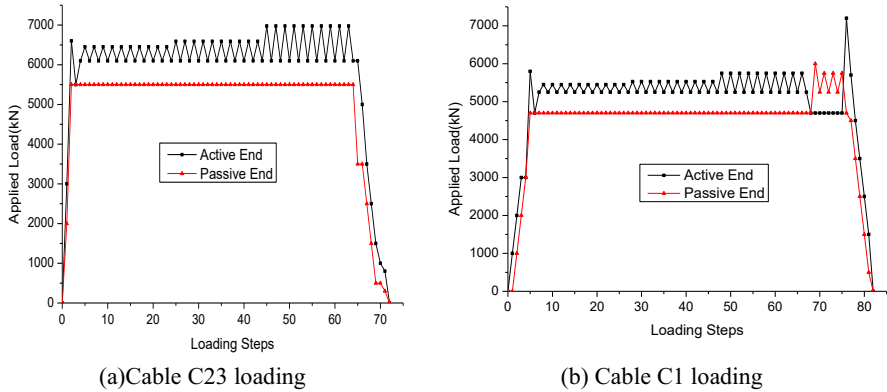 7000
6000
5000
4000
3000
2000
1000
0
Applied Load(kN)
Active End
Passive End
0 10 20 30 40 50 60 70
Loading Steps
(a)Cable C23 loading
7000
6000
5000
4000
3000
2000
1000
0
Applied Load(kN)
Active End
Passive End
0 10 20 30 40 50 60 70 80
Loading Steps
(b) Cable C1 loading